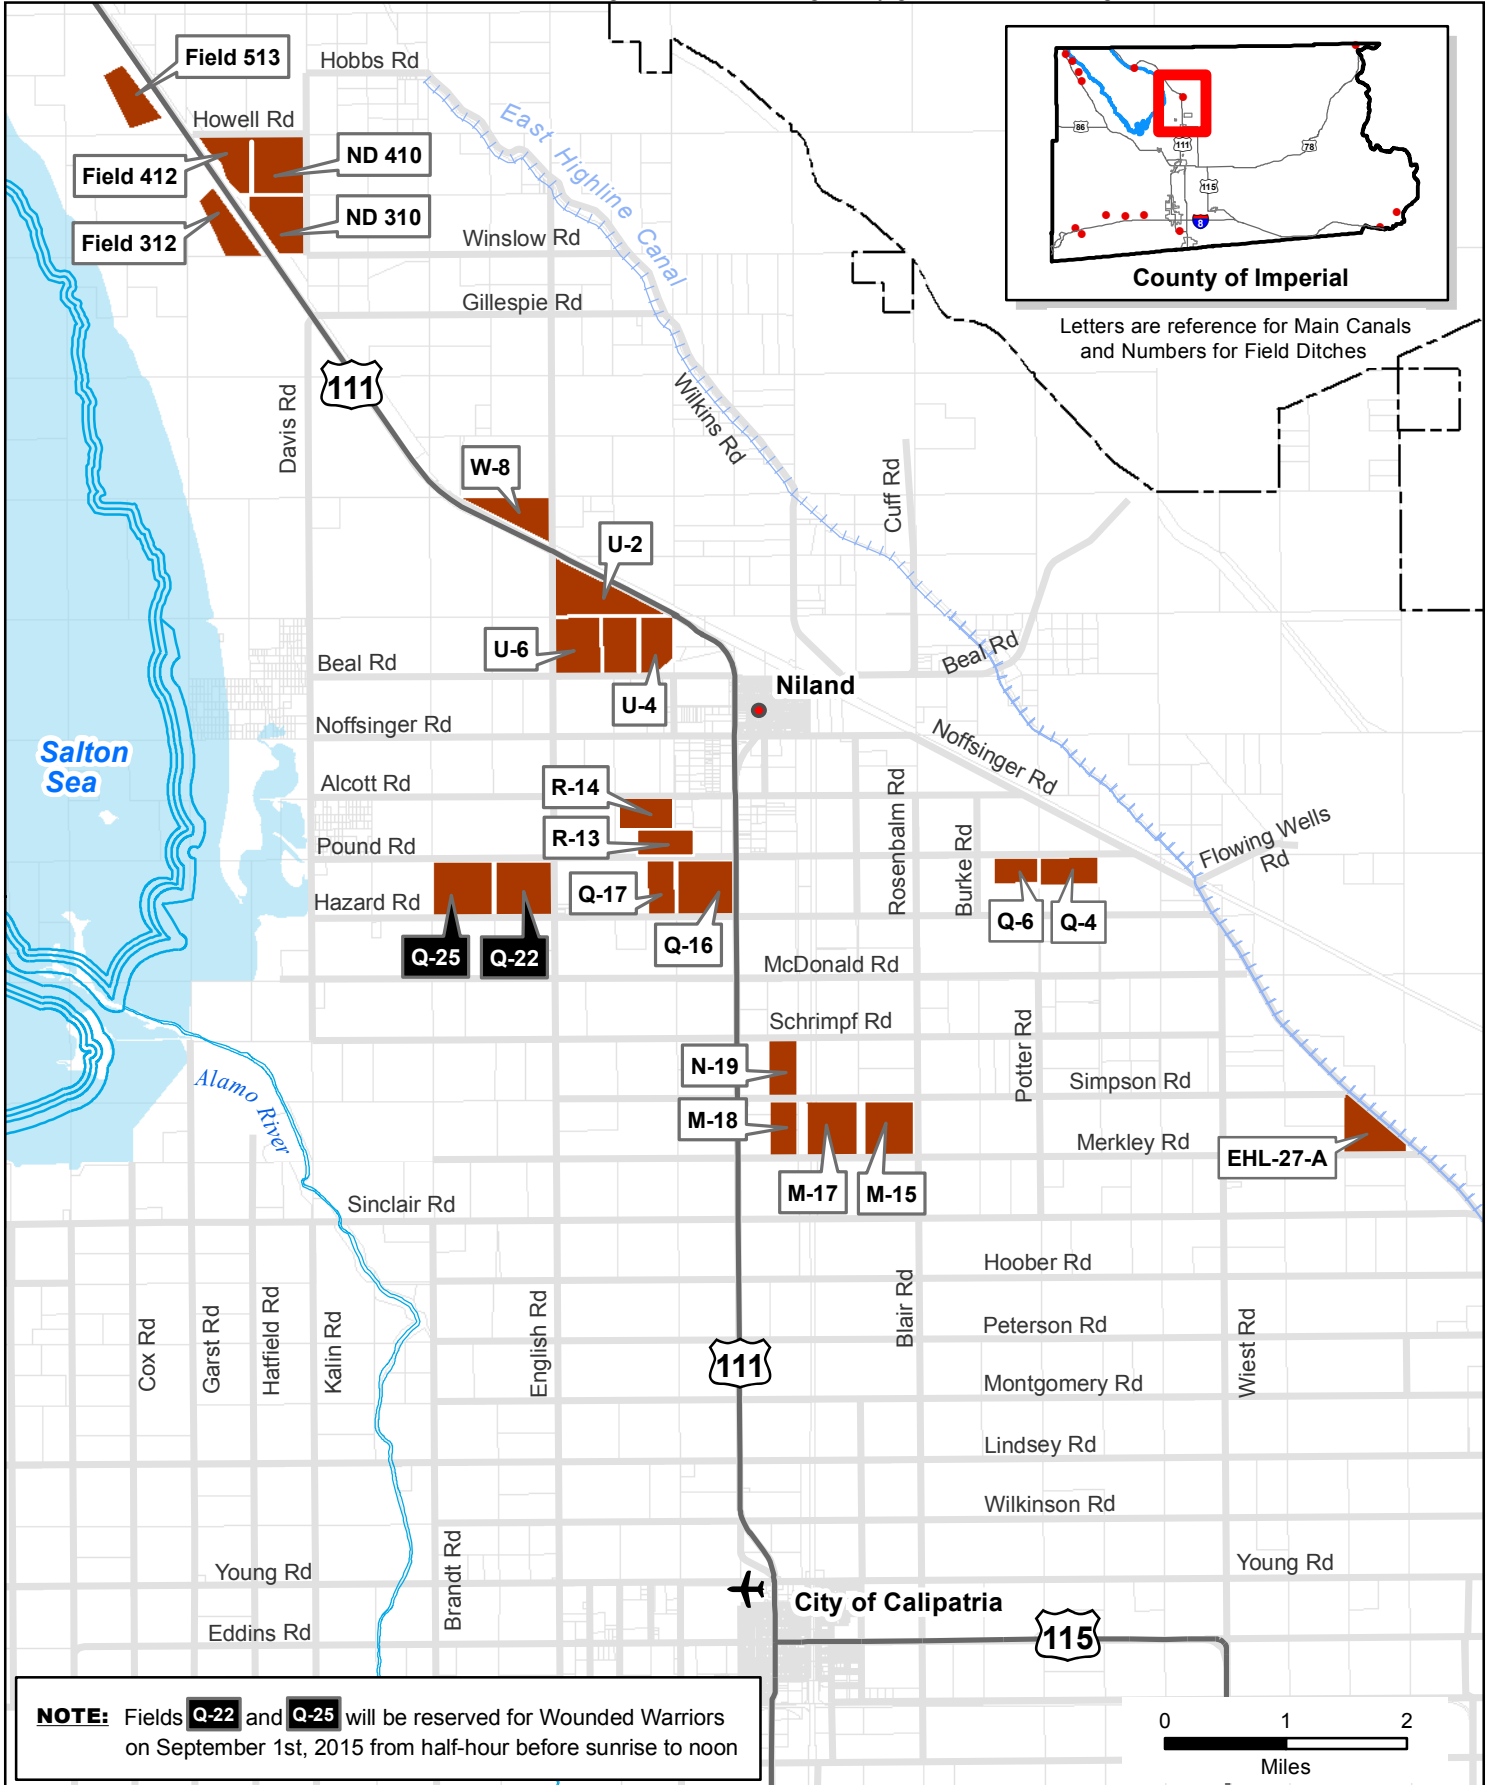 Field 513
Hobbs Rd
Howell Rd
Field 412
ND 410
Field 312
ND 310
Winslow Rd
Gillespie Rd
East Highline Canal
86
111
78
115
8
County of Imperial
Letters are reference for Main Canals
and Numbers for Field Ditches
111
Davis Rd
Wilkins Rd
W-8
Cuff Rd
U-2
U-6
U-4
Beal Rd
Beal Rd
Niland
Noffsinger Rd
Noffsinger Rd
Salton
Sea
Alcott Rd
R-14
R-13
Pound Rd
Rosenbalm Rd
Burke Rd
Flowing Wells
Rd
Hazard Rd
Q-17
Q-16
Q-25
Q-22
Q-6
Q-4
McDonald Rd
Schrimpf Rd
Potter Rd
N-19
Simpson Rd
Alamo River
M-18
Merkley Rd
EHL-27-A
M-17
M-15
Sinclair Rd
Hoober Rd
Cox Rd
Garst Rd
Hatfield Rd
Kalin Rd
English Rd
Blair Rd
Wiest Rd
Peterson Rd
111
Montgomery Rd
Lindsey Rd
Wilkinson Rd
Brandt Rd
Young Rd
Young Rd
City of Calipatria
Eddins Rd
115
NOTE: Fields Q-22 and Q-25 will be reserved for Wounded Warriors
on September 1st, 2015 from half-hour before sunrise to noon
0 1 2
Miles